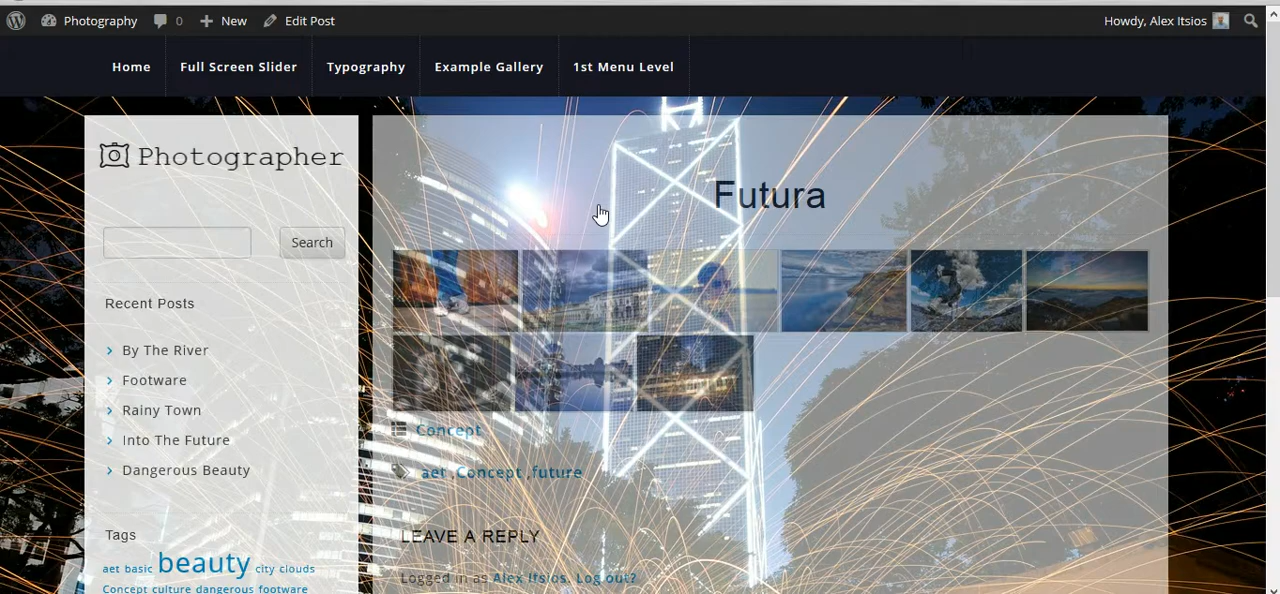 Photography 0 New Edit Post Howdy, Alex Itsios
Home Full Screen Slider Typography Example Gallery 1st Menu Level
Photographer
Futura
Search
Recent Posts
By The River
Footware
Rainy Town
Into The Future
Dangerous Beauty
Tags
aet basic beauty city clouds
Concept culture dangerous footware
Concept
aet ,Concept ,future
LEAVE A REPLY
Logged in as Alex Itsios. Log out?